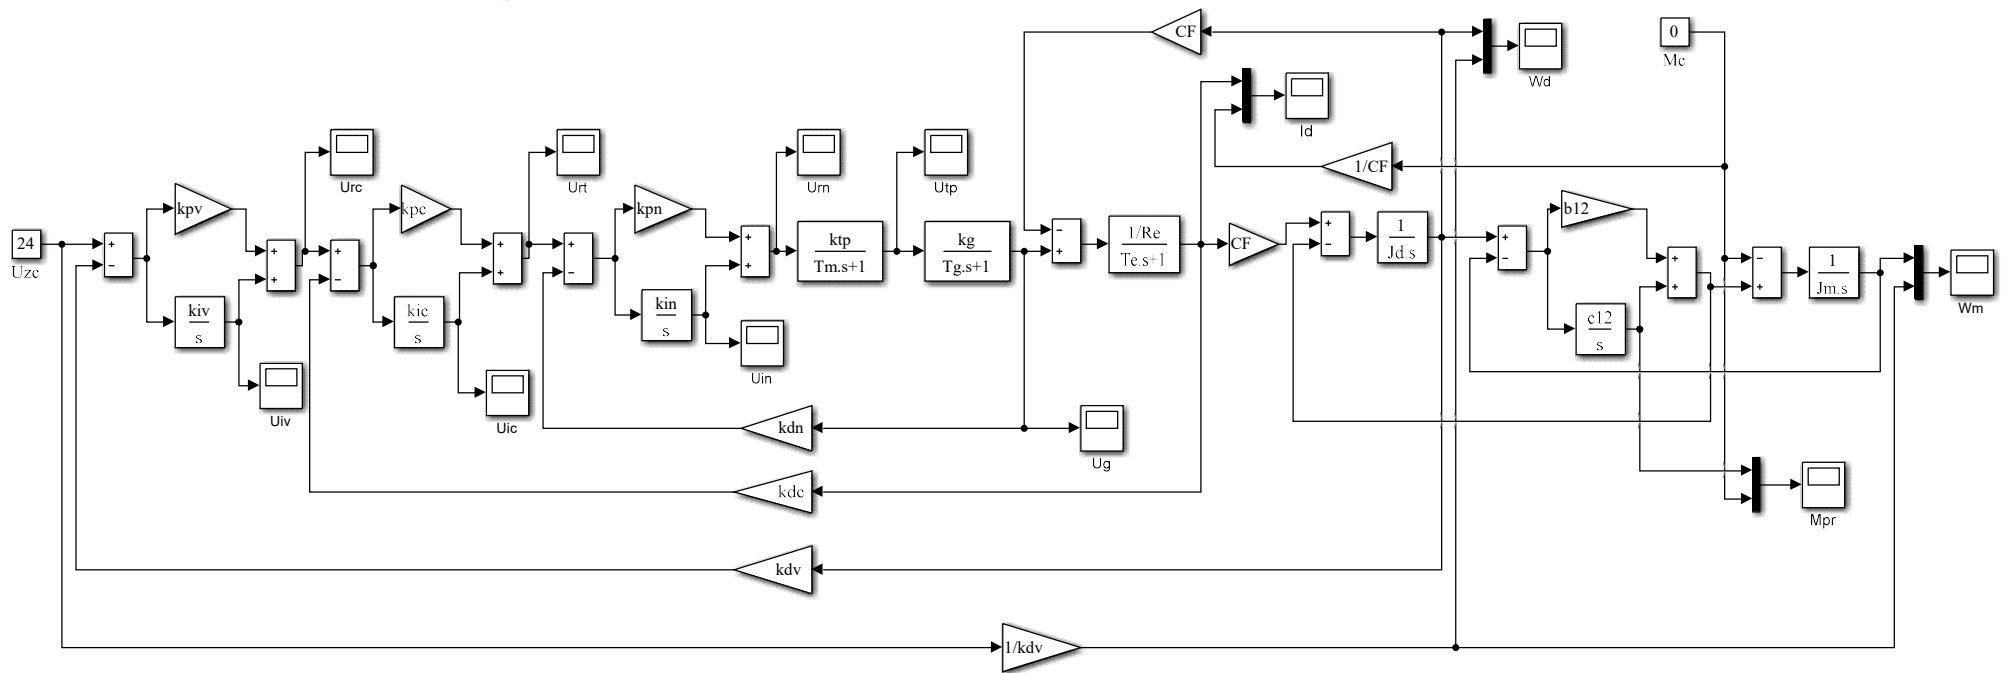 CF
0
Mc
Wd
Id
1/CF
Urc
Urt
Urn
Utp
kpv
kpc
kpn
b12
24
Uzc
ktp
Tm.s+1
kg
Tg.s+1
1/Re
Te.s+1
CF
1
Jd.s
1
Jm.s
Wm
kiv
s
kic
s
kin
s
c12
s
Uiv
Uic
Uin
kdn
Ug
kdc
Mpr
kdv
1/kdv